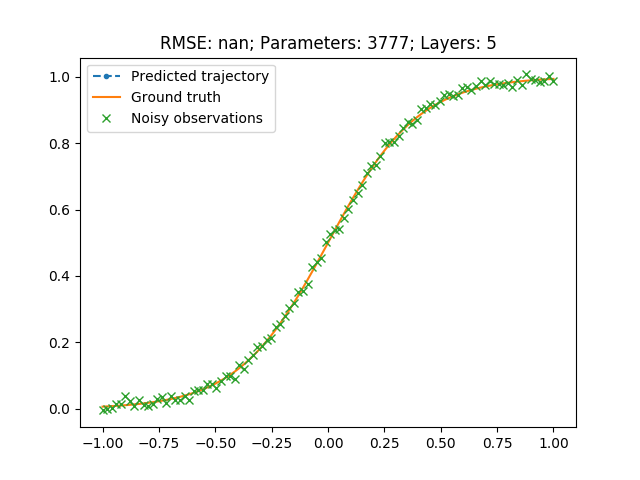 RMSE: nan; Parameters: 3777; Layers: 5
Predicted trajectory
Ground truth
Noisy observations
1.0
0.8
0.6
0.4
0.2
0.0
−1.00 −0.75 −0.50 −0.25 0.00 0.25 0.50 0.75 1.00